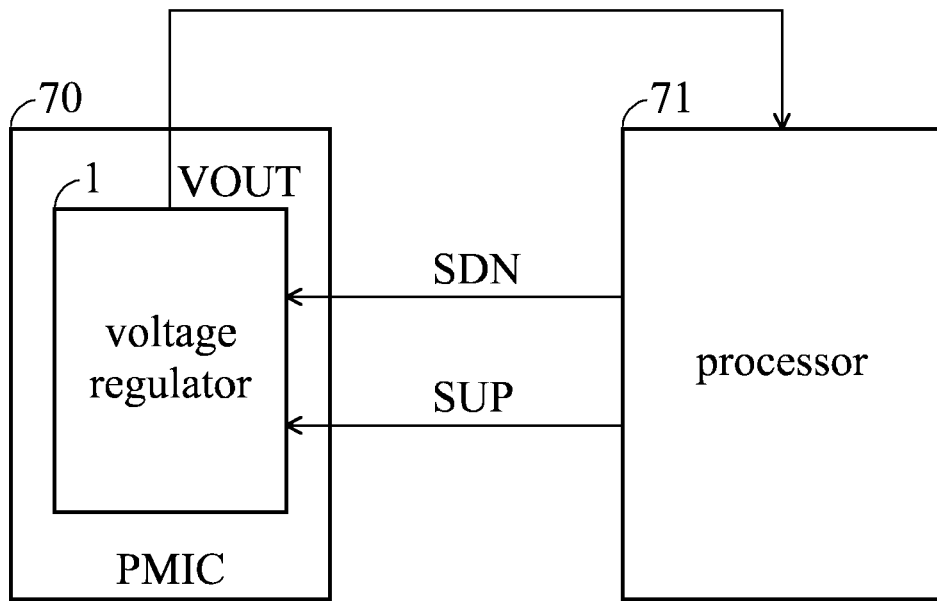 70
71
1
VOUT
SDN
voltage
regulator
processor
SUP
PMIC